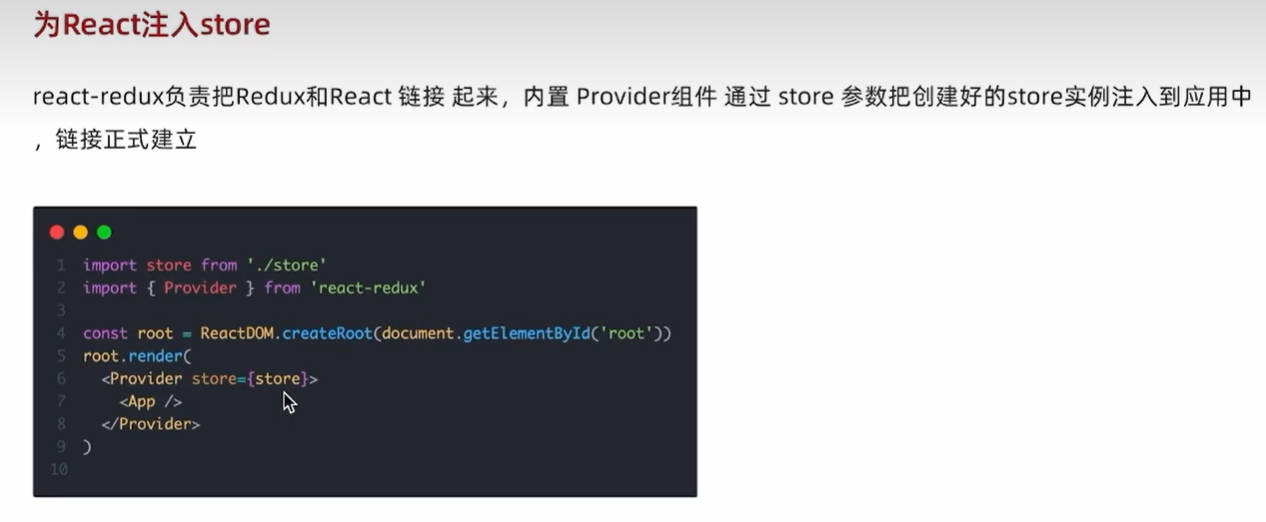 为React注入store
react-redux负责把Redux和React 链接 起来，内置 Provider组件 通过 store 参数把创建好的store实例注入到应用中
，链接正式建立
1 import store from './store'
2 import { Provider } from 'react-redux'
3
4 const root = ReactDOM.createRoot(document.getElementById('root'))
5 root.render(
6   <Provider store={store}>
7     <App />
8   </Provider>
9 )
10